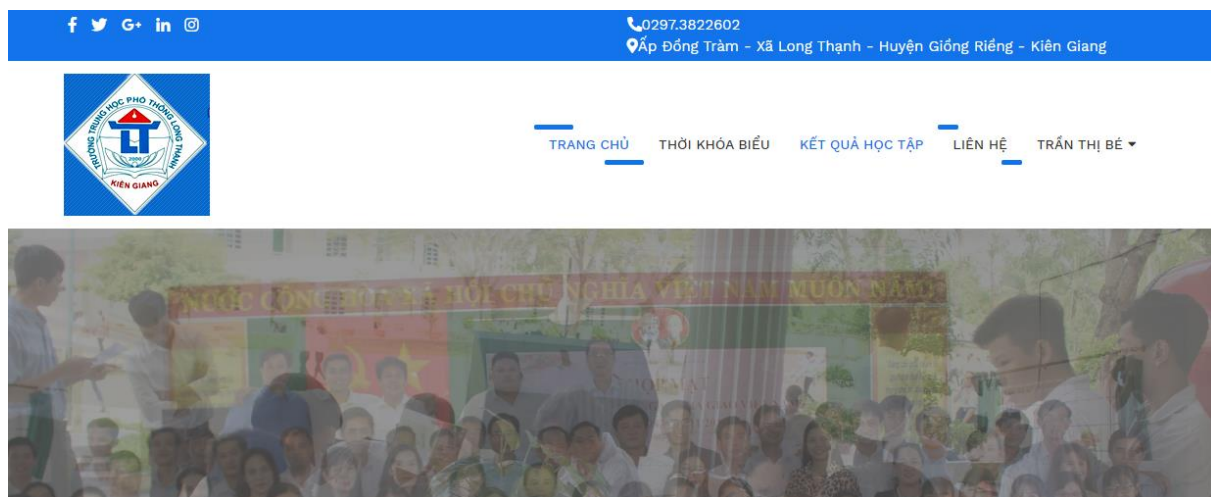 0297.3822602
Ấp Đồng Tràm - Xã Long Thạnh - Huyện Giồng Riềng - Kiên Giang
TRƯỜNG TRUNG HỌC PHỔ THÔNG LONG THẠNH
LT
2000
KIÊN GIANG
TRANG CHỦ THỜI KHÓA BIỂU KẾT QUẢ HỌC TẬP LIÊN HỆ TRẦN THỊ BÉ
NƯỚC CỘNG HÒA XÃ HỘI CHỦ NGHĨA VIỆT NAM MUÔN NĂM